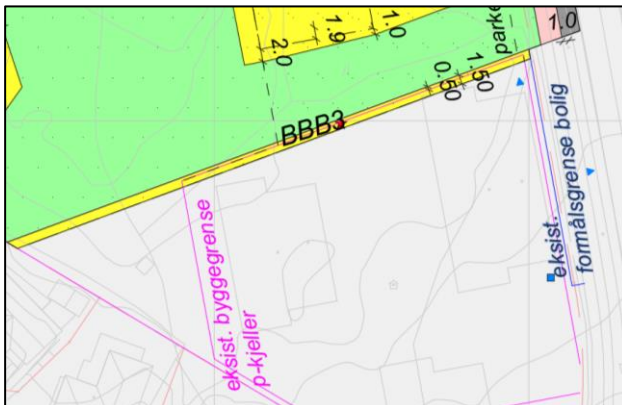 2.0
1.9
1.0
parke
1.0
0.50
1.50
BBB3
eksist. byggegrense
p-kjeller
eksist.
formålsgrense bolig